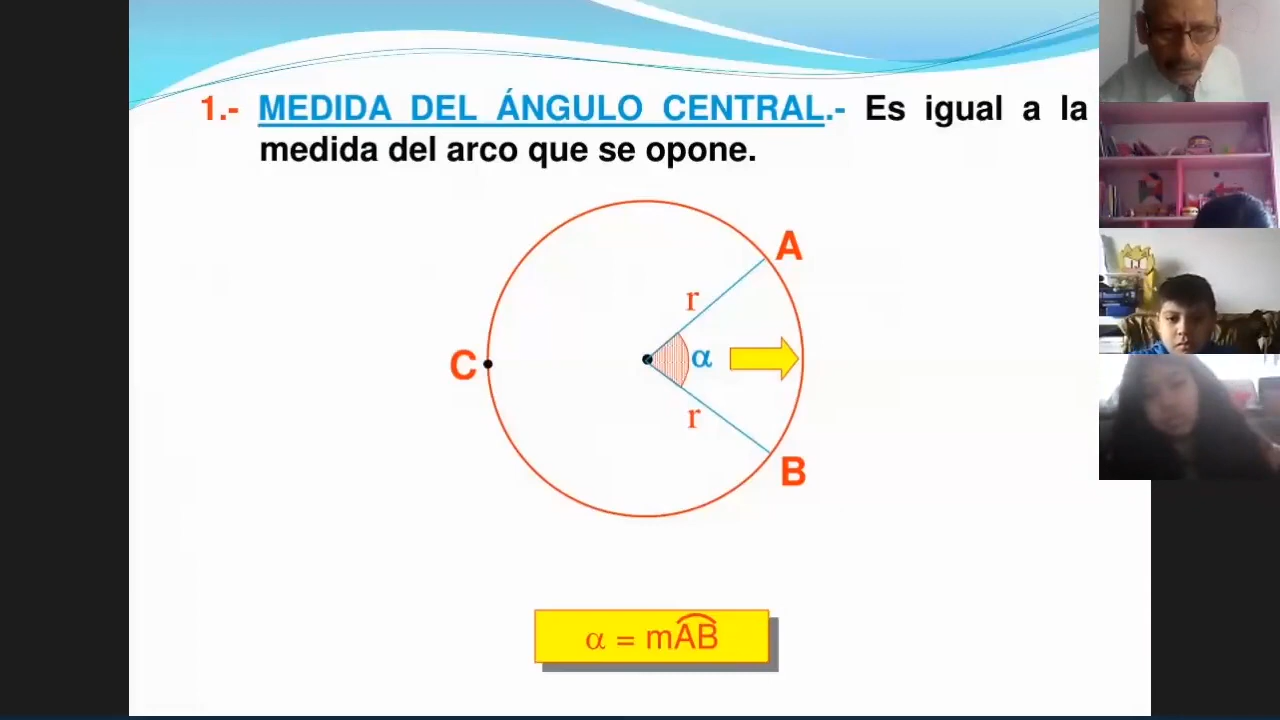 1.- MEDIDA DEL ÁNGULO CENTRAL.- Es igual a la
medida del arco que se opone.
A
r
C
α
r
B
α = mAB